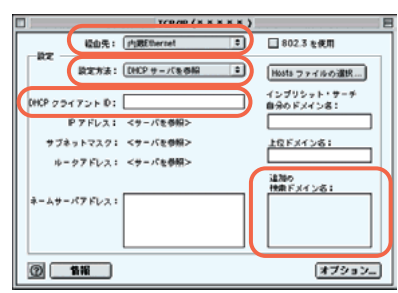 TCP/IP (*****)
経由先： 内蔵Ethernet
802.3 を使用
設定
設定方法： DHCP サーバを参照
Hosts ファイルの選択...
DHCP クライアント ID：
インプリシット・サーチ
自分のドメイン名：
IP アドレス： <サーバを参照>
サブネットマスク： <サーバを参照>
上位ドメイン名：
ルータアドレス： <サーバを参照>
追加の
検索ドメイン名：
ネームサーバアドレス：
?
情報
オプション...